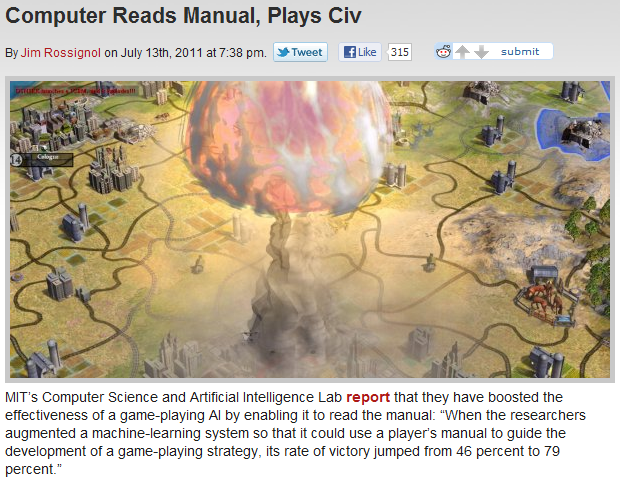 Computer Reads Manual, Plays Civ
By Jim Rossignol on July 13th, 2011 at 7:38 pm. Tweet Like 315 submit
14 Cologne
MIT's Computer Science and Artificial Intelligence Lab report that they have boosted the
effectiveness of a game-playing AI by enabling it to read the manual: “When the researchers
augmented a machine-learning system so that it could use a player's manual to guide the
development of a game-playing strategy, its rate of victory jumped from 46 percent to 79
percent.”